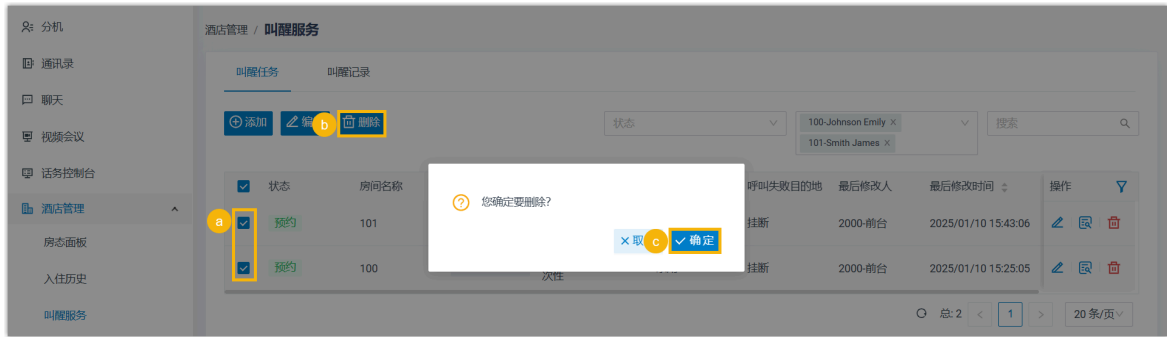 分机
通讯录
聊天
视频会议
话务控制台
酒店管理
房态面板
入住历史
叫醒服务
酒店管理 / 叫醒服务
叫醒任务 叫醒记录
添加 编 b 删除 状态 100-Johnson Emily × 搜索
101-Smith James ×
状态 房间名称 呼叫失败目的地 最后修改人 最后修改时间 操作
a 预约 101 挂断 2000-前台 2025/01/10 15:43:06
预约 100 次性 挂断 2000-前台 2025/01/10 15:25:05
您确定要删除?
取 c 确定
总: 2 < 1 > 20 条/页